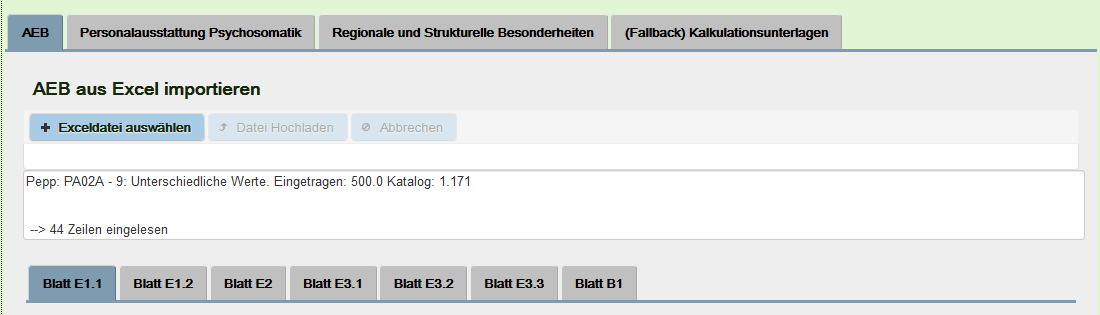 AEB Personalausstattung Psychosomatik Regionale und Strukturelle Besonderheiten (Fallback) Kalkulationsunterlagen
AEB aus Excel importieren
Exceldatei auswählen Datei Hochladen Abbrechen
Pepp: PA02A - 9: Unterschiedliche Werte. Eingetragen: 500.0 Katalog: 1.171
--> 44 Zeilen eingelesen
Blatt E1.1 Blatt E1.2 Blatt E2 Blatt E3.1 Blatt E3.2 Blatt E3.3 Blatt B1